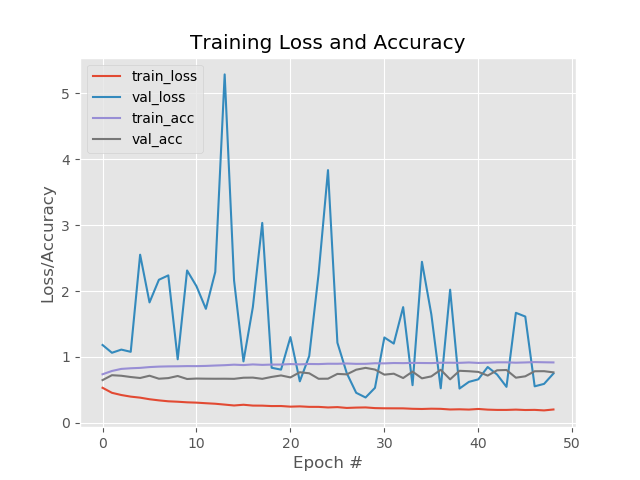 Training Loss and Accuracy
train_loss
val_loss
train_acc
val_acc
Loss/Accuracy
5
4
3
2
1
0
0 10 20 30 40 50
Epoch #